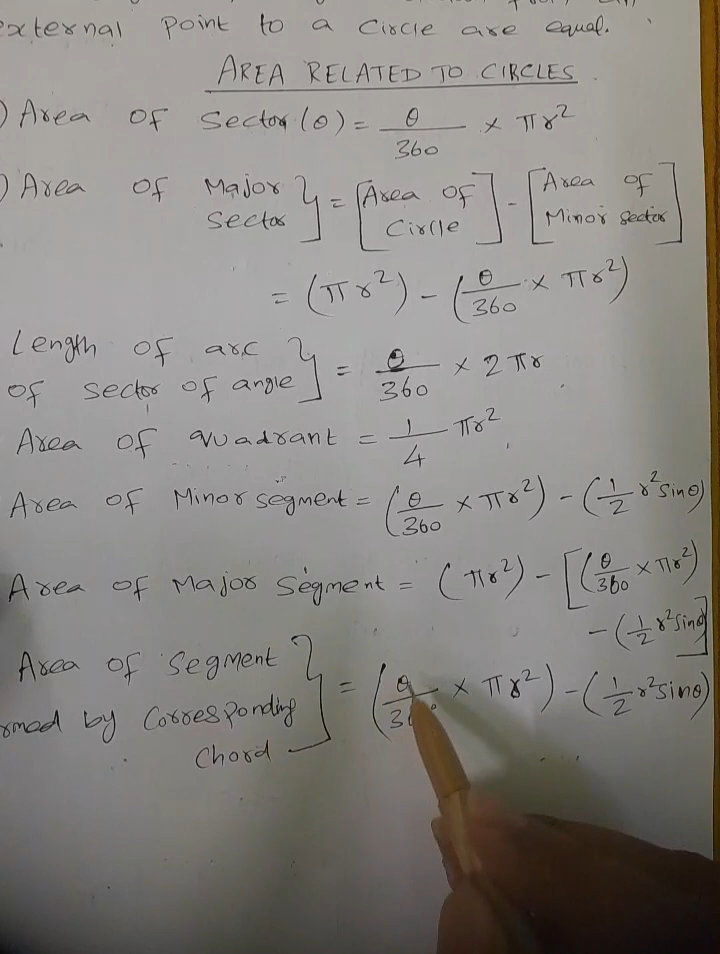 external point to a circle are equal.
AREA RELATED TO CIRCLES
) Area of Sector (θ) = θ/360 × πr²
) Area of Major Sector } = [Area of Circle] - [Area of Minor sector]
= (πr²) - (θ/360 × πr²)
Length of arc of sector of angle } = θ/360 × 2πr
Area of quadrant = 1/4 πr²
Area of Minor segment = (θ/360 × πr²) - (1/2 r² sinθ)
Area of Major Segment = (πr²) - [(θ/360 × πr²)
- (1/2 r² sinθ)]
Area of Segment
rmed by Corresponding Chord } = (θ/360 × πr²) - (1/2 r² sinθ)